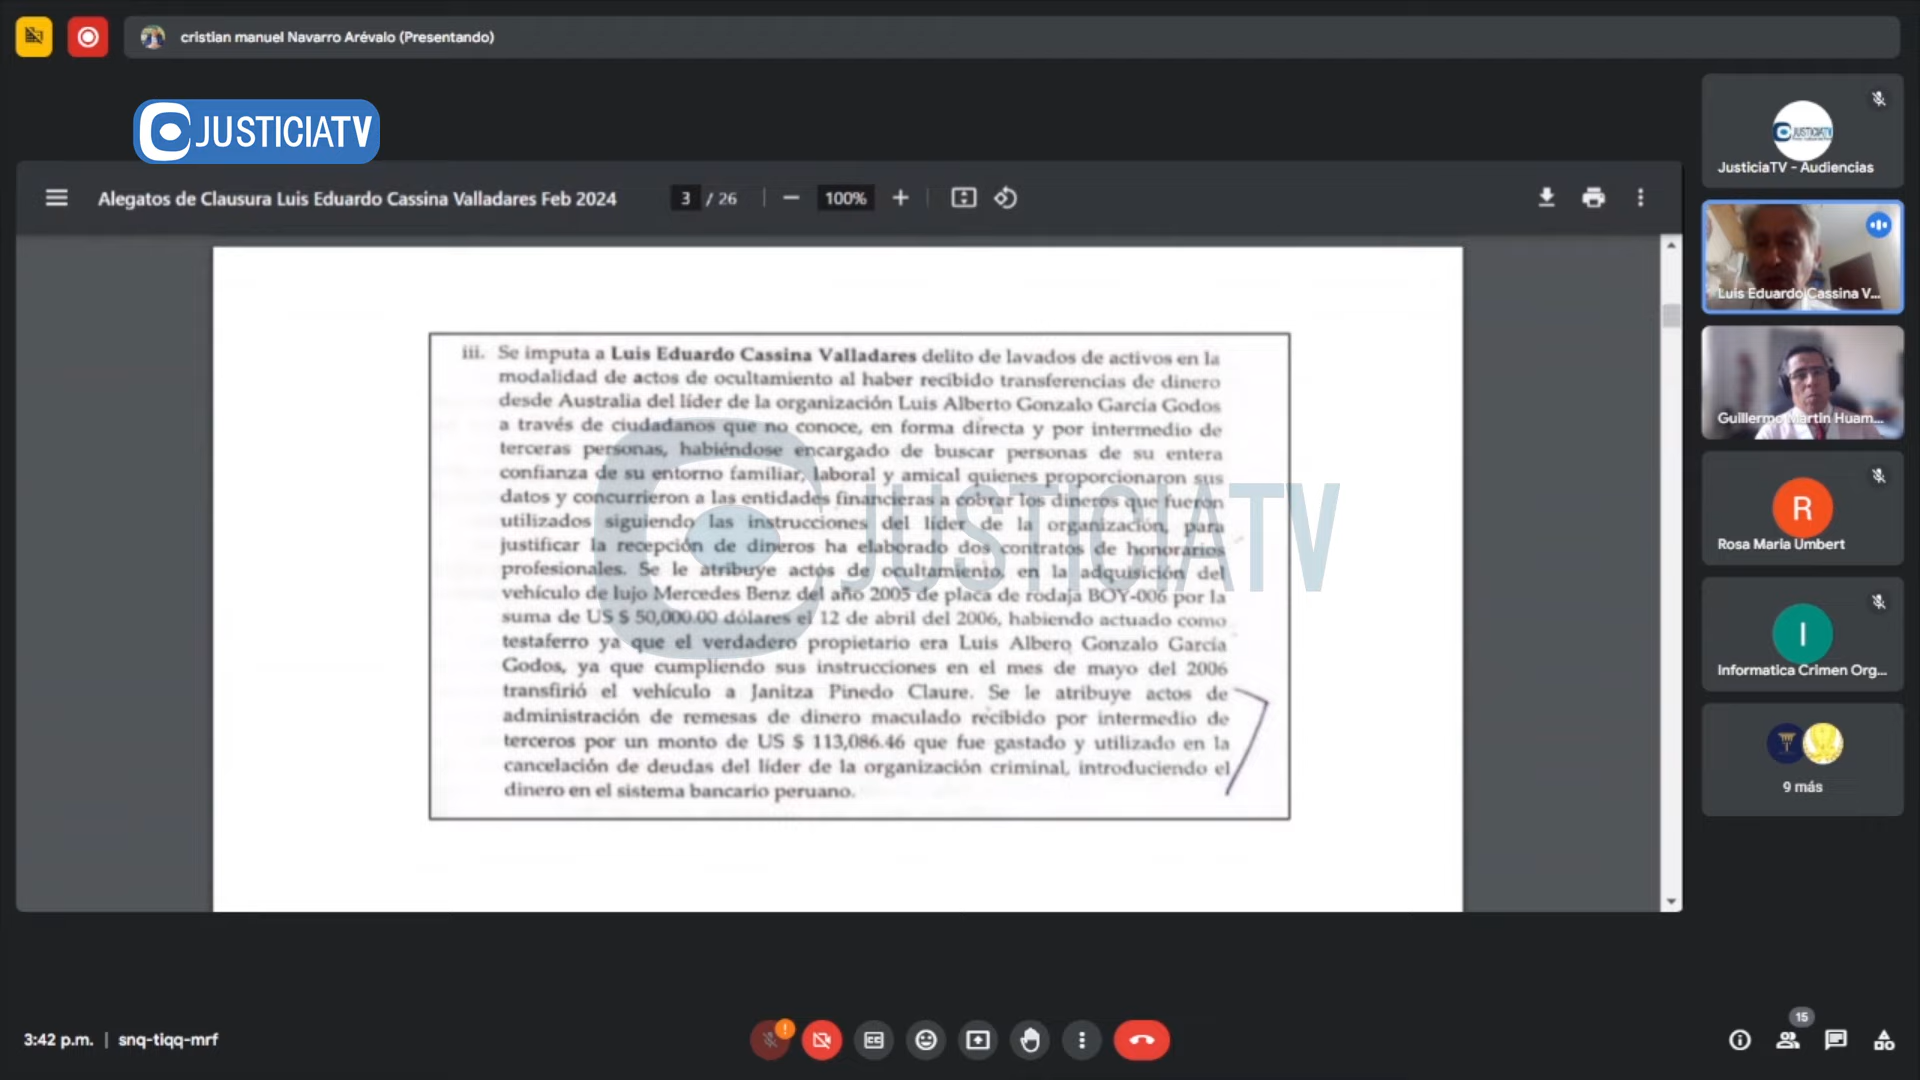 cristian manuel Navarro Arévalo (Presentando)
JUSTICIATV
Alegatos de Clausura Luis Eduardo Cassina Valladares Feb 2024
3 / 26
100%
iii. Se imputa a Luis Eduardo Cassina Valladares delito de lavados de activos en la
modalidad de actos de ocultamiento al haber recibido transferencias de dinero
desde Australia del líder de la organización Luis Alberto Gonzalo García Godos
a través de ciudadanos que no conoce, en forma directa y por intermedio de
terceras personas, habiéndose encargado de buscar personas de su entera
confianza de su entorno familiar, laboral y amical quienes proporcionaron sus
datos y concurrieron a las entidades financieras a cobrar los dineros que fueron
utilizados siguiendo las instrucciones del líder de la organización, para
justificar la recepción de dineros ha elaborado dos contratos de honorarios
profesionales. Se le atribuye actos de ocultamiento, en la adquisición del
vehículo de lujo Mercedes Benz del año 2005 de placa de rodaja BOY-006 por la
suma de US $ 50,000.00 dólares el 12 de abril del 2006, habiendo actuado como
testaferro ya que el verdadero propietario era Luis Albero Gonzalo García
Godos, ya que cumpliendo sus instrucciones en el mes de mayo del 2006
transfirió el vehículo a Janitza Pinedo Claure. Se le atribuye actos de
administración de remesas de dinero maculado recibido por intermedio de
terceros por un monto de US $ 113,086.46 que fue gastado y utilizado en la
cancelación de deudas del líder de la organización criminal, introduciendo el
dinero en el sistema bancario peruano.
JUSTICIATV
JUSTICIATV
JusticiaTV - Audiencias
Luis Eduardo Cassina V...
Guillermo Martín Huam...
R
Rosa María Umbert
I
Informatica Crimen Org...
9 más
3:42 p.m. | snq-tiqq-mrf
15